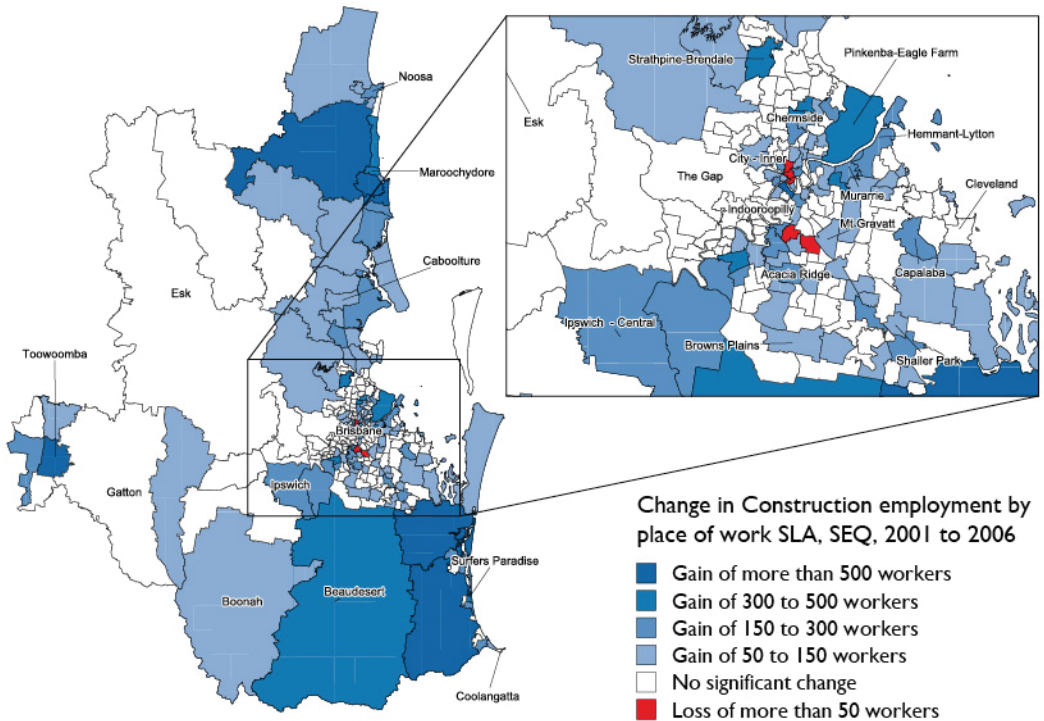 Noosa
Maroochydore
Caboolture
Esk
Toowoomba
Brisbane
Ipswich
Gatton
Surfers Paradise
Beaudesert
Boonah
Coolangatta
Pinkenba-Eagle Farm
Strathpine-Brendale
Esk
Chermside
Hemmant-Lytton
City - Inner
The Gap
Cleveland
Murarrie
Indooroopilly
Mt Gravatt
Acacia Ridge
Capalaba
Ipswich - Central
Browns Plains
Shailer Park
Change in Construction employment by
place of work SLA, SEQ, 2001 to 2006
Gain of more than 500 workers
Gain of 300 to 500 workers
Gain of 150 to 300 workers
Gain of 50 to 150 workers
No significant change
Loss of more than 50 workers